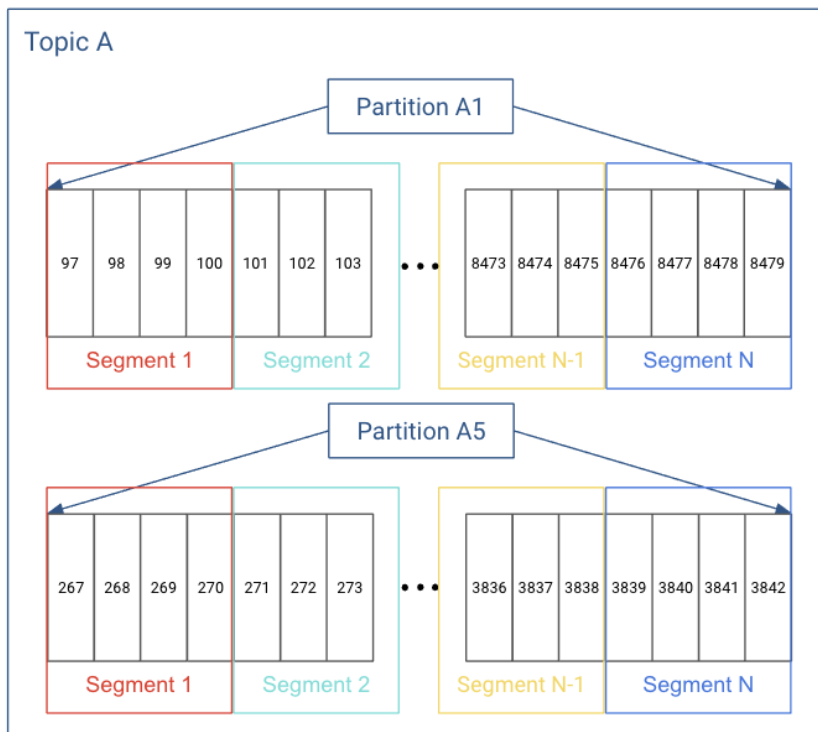 Topic A
Partition A1
97 98 99 100 101 102 103 ... 8473 8474 8475 8476 8477 8478 8479
Segment 1 Segment 2 Segment N-1 Segment N
Partition A5
267 268 269 270 271 272 273 ... 3836 3837 3838 3839 3840 3841 3842
Segment 1 Segment 2 Segment N-1 Segment N